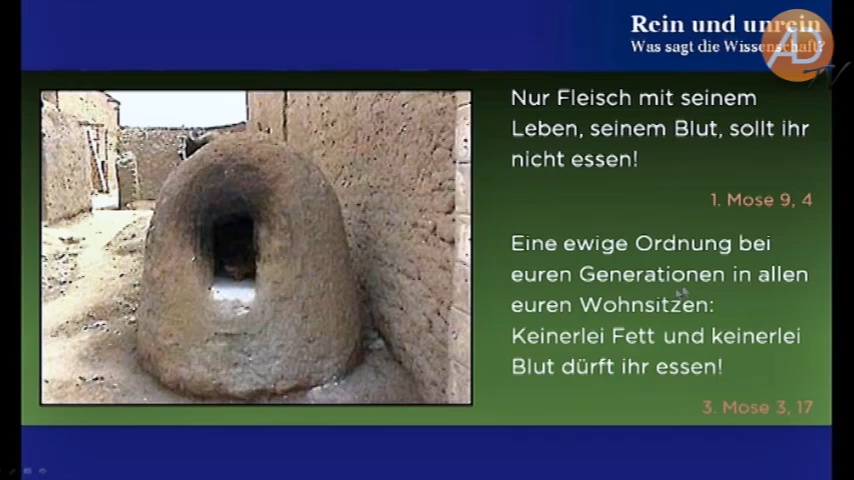 Rein und unrein
Was sagt die Wissenschaft?
AD
TV
Nur Fleisch mit seinem
Leben, seinem Blut, sollt ihr
nicht essen!
1. Mose 9, 4
Eine ewige Ordnung bei
euren Generationen in allen
euren Wohnsitzen:
Keinerlei Fett und keinerlei
Blut dürft ihr essen!
3. Mose 3, 17